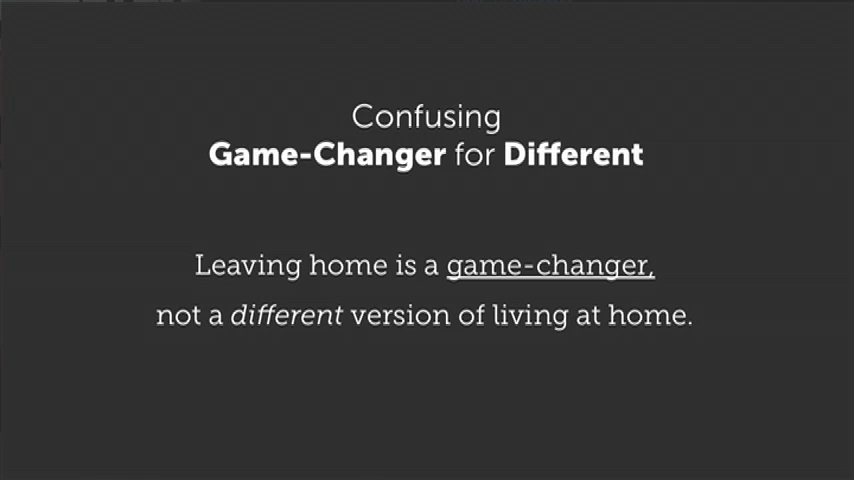 Confusing
Game-Changer for Different
Leaving home is a game-changer,
not a different version of living at home.